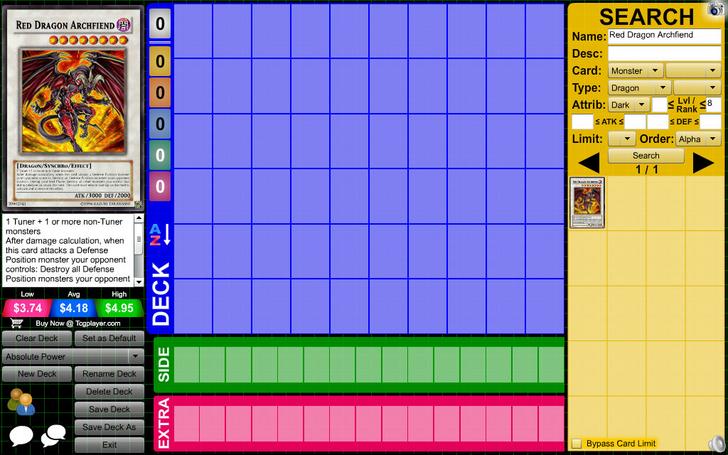 RED DRAGON ARCHFIEND
[DRAGON/SYNCHRO/EFFECT]
ATK/3000 DEF/2000
1 Tuner + 1 or more non-Tuner
monsters
After damage calculation, when
this card attacks a Defense
Position monster your opponent
controls: Destroy all Defense
Position monsters your opponent
Low Avg High
$3.74 $4.18 $4.95
Buy Now @ Tcgplayer.com
Clear Deck Set as Default
Absolute Power
New Deck Rename Deck
Delete Deck
Save Deck
Save Deck As
Exit
0
0
0
0
0
0
A
Z
DECK
SIDE
EXTRA
SEARCH
Name: Red Dragon Archfiend
Desc:
Card: Monster
Type: Dragon
Attrib: Dark ≤ Lvl / Rank ≤ 8
≤ ATK ≤ ≤ DEF ≤
Limit: Order: Alpha
Search
1 / 1
Bypass Card Limit